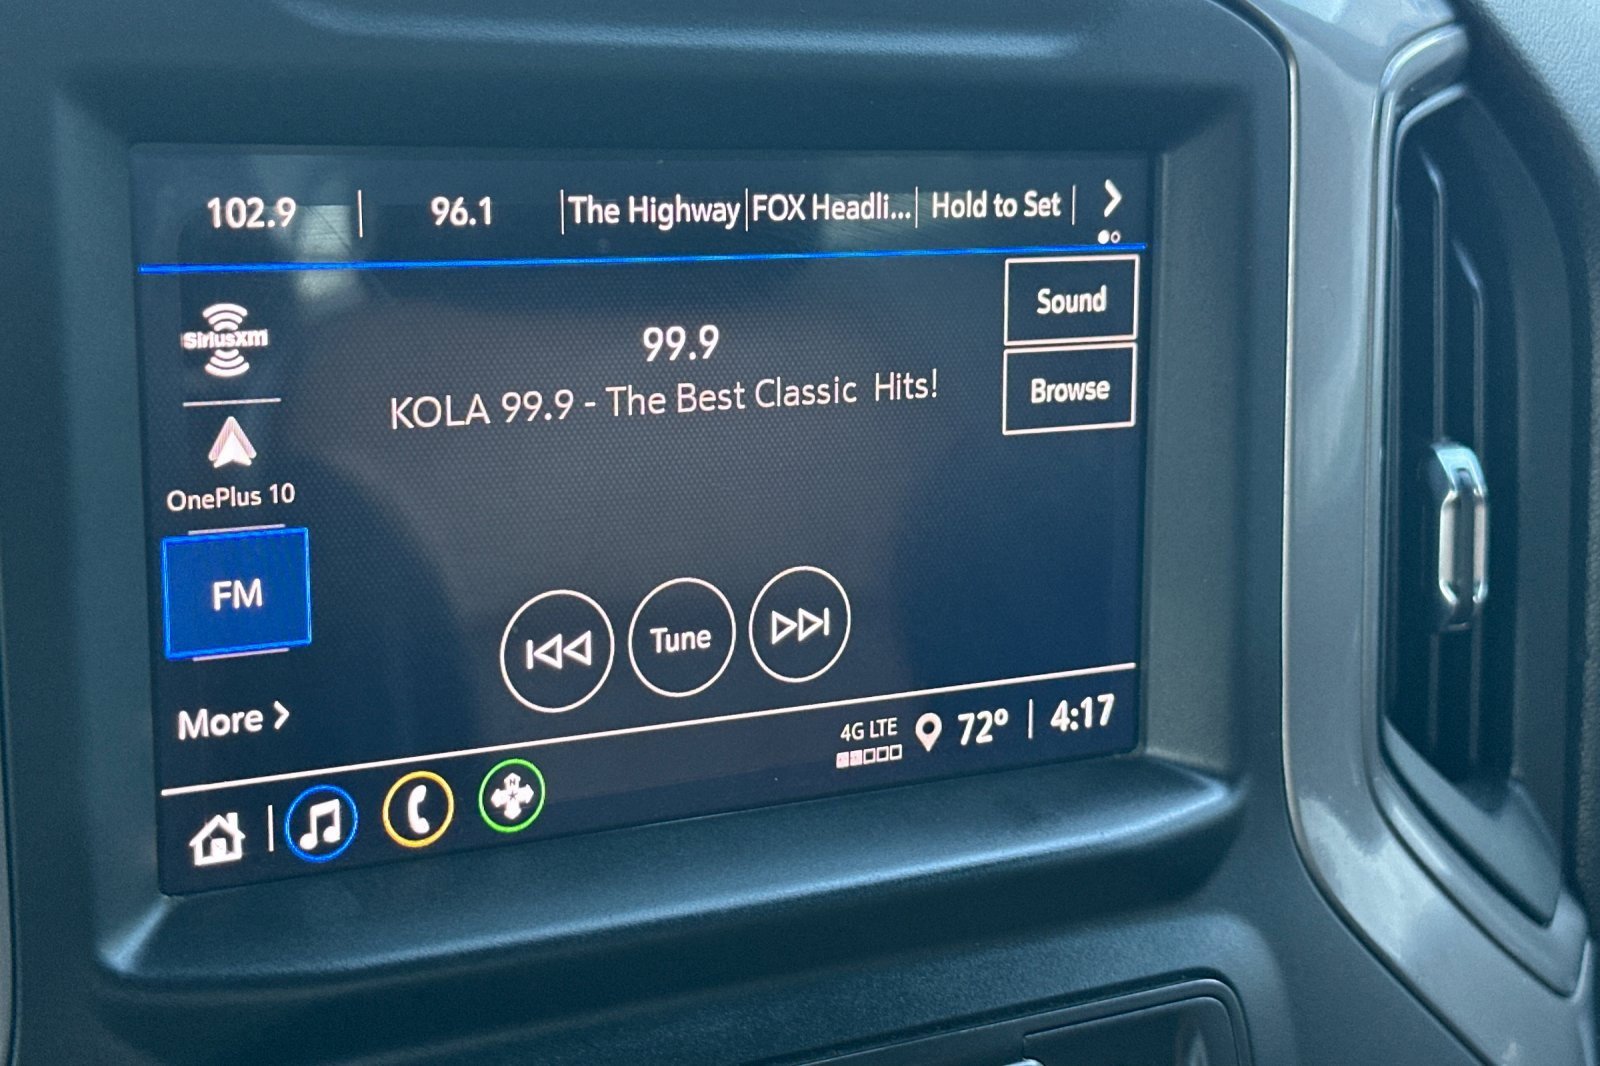 102.9 | 96.1 | The Highway | FOX Headli... | Hold to Set |
Sound
SiriusXM
99.9
KOLA 99.9 - The Best Classic Hits!
Browse
OnePlus 10
FM
Tune
More
4G LTE 72° | 4:17
N